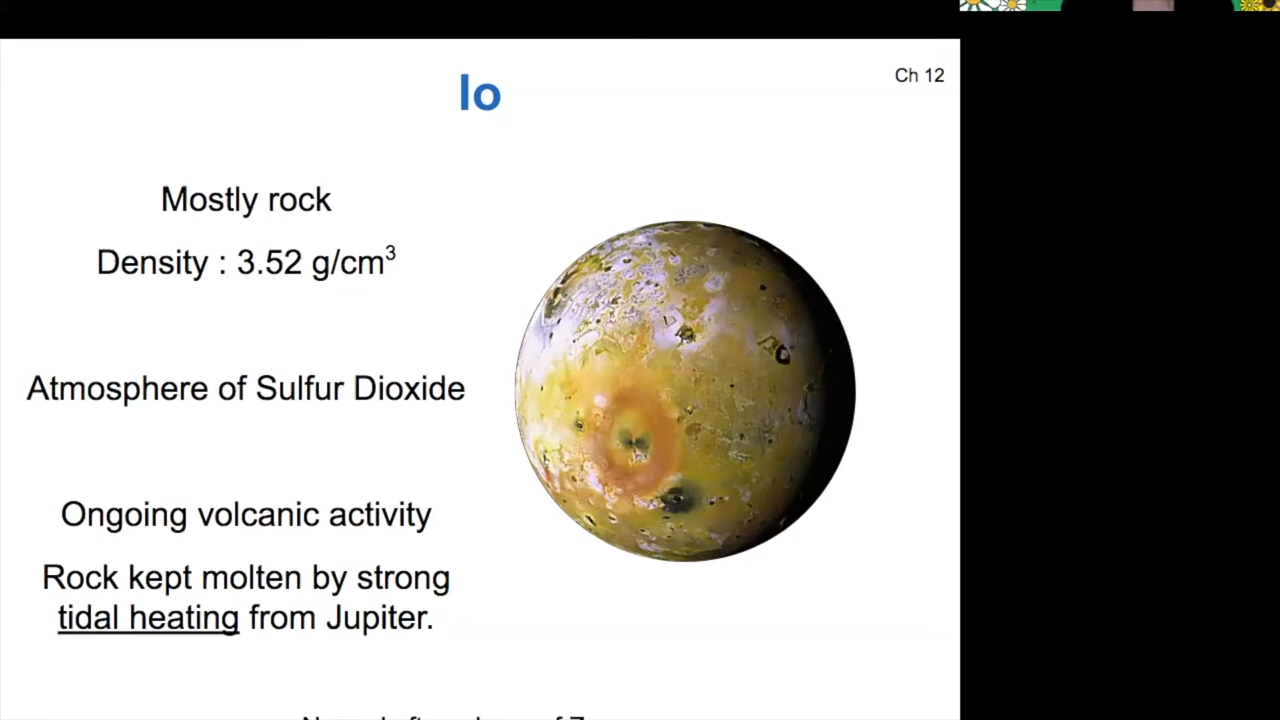 Io
Ch 12
Mostly rock
Density : 3.52 g/cm³
Atmosphere of Sulfur Dioxide
Ongoing volcanic activity
Rock kept molten by strong
tidal heating from Jupiter.